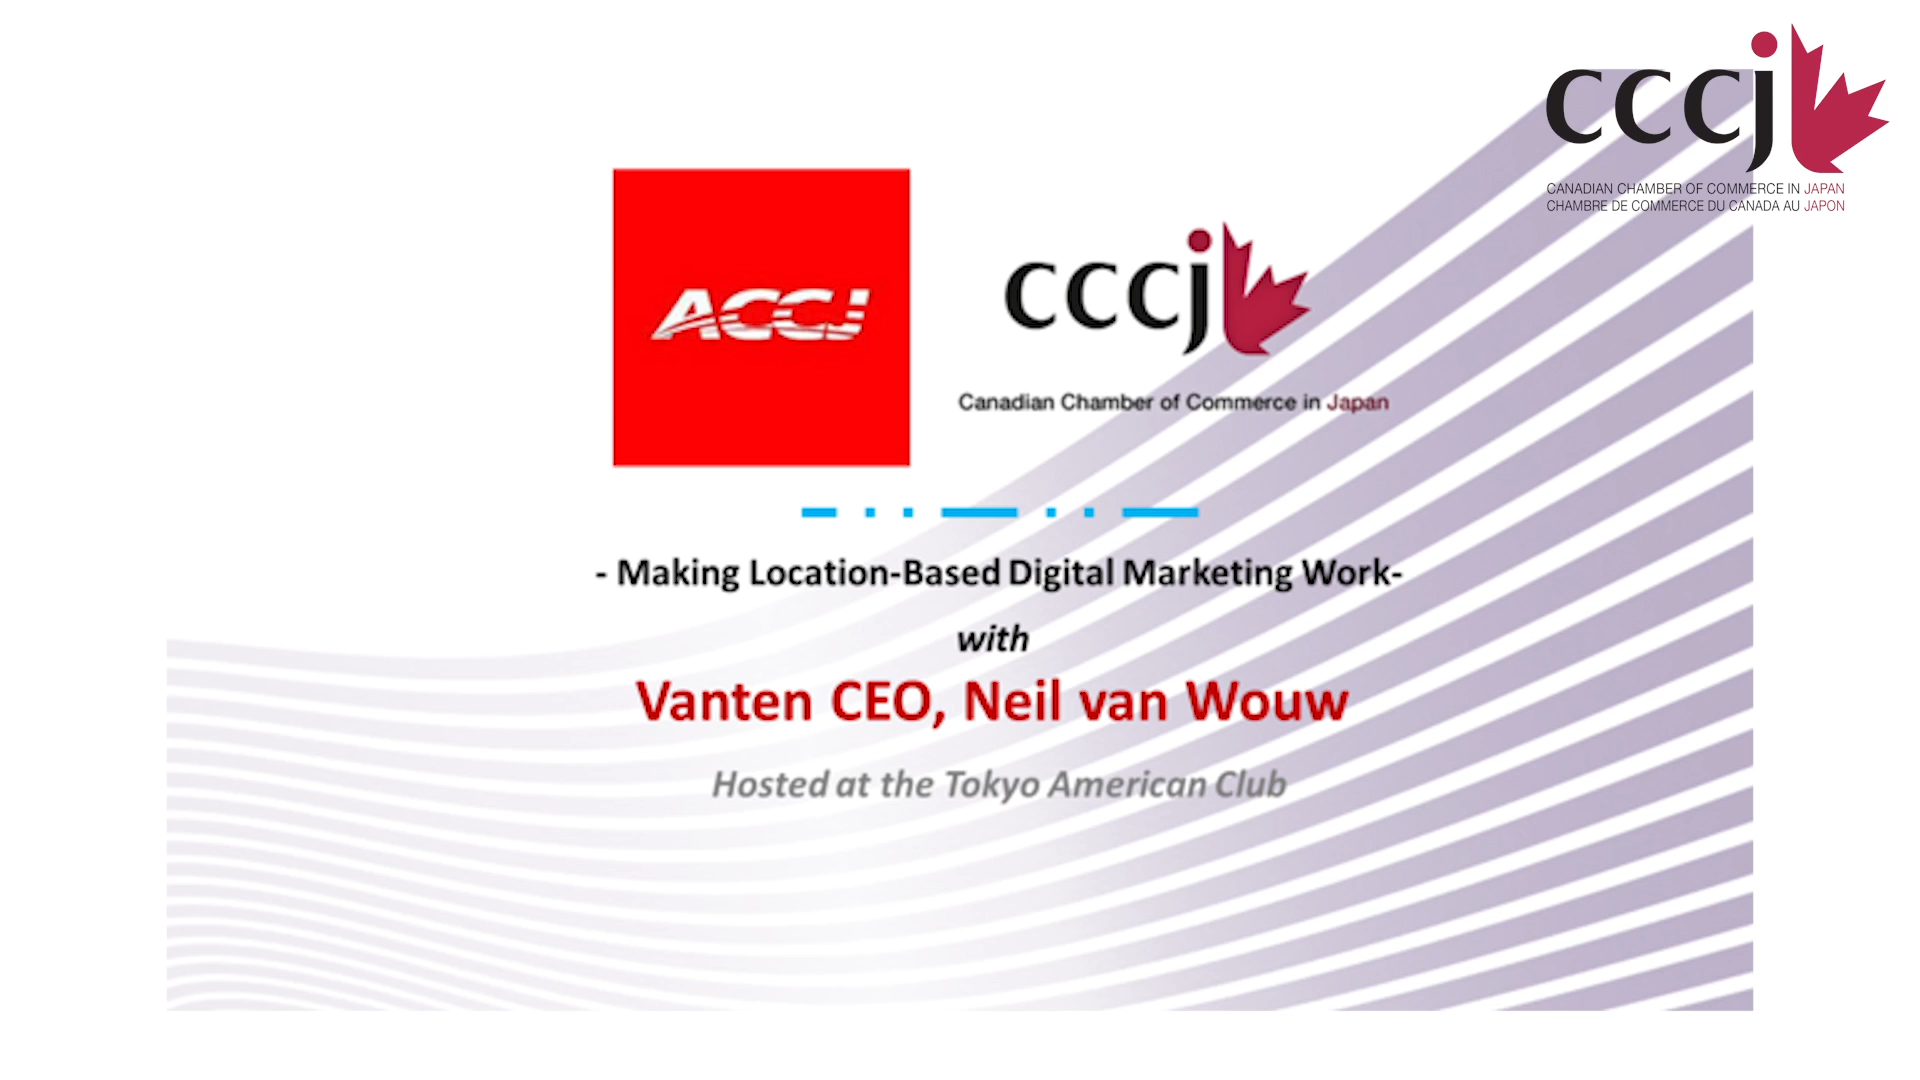 cccj
CANADIAN CHAMBER OF COMMERCE IN JAPAN
CHAMBRE DE COMMERCE DU CANADA AU JAPON
ACCJ
cccj
Canadian Chamber of Commerce in Japan
- Making Location-Based Digital Marketing Work-
with
Vanten CEO, Neil van Wouw
Hosted at the Tokyo American Club